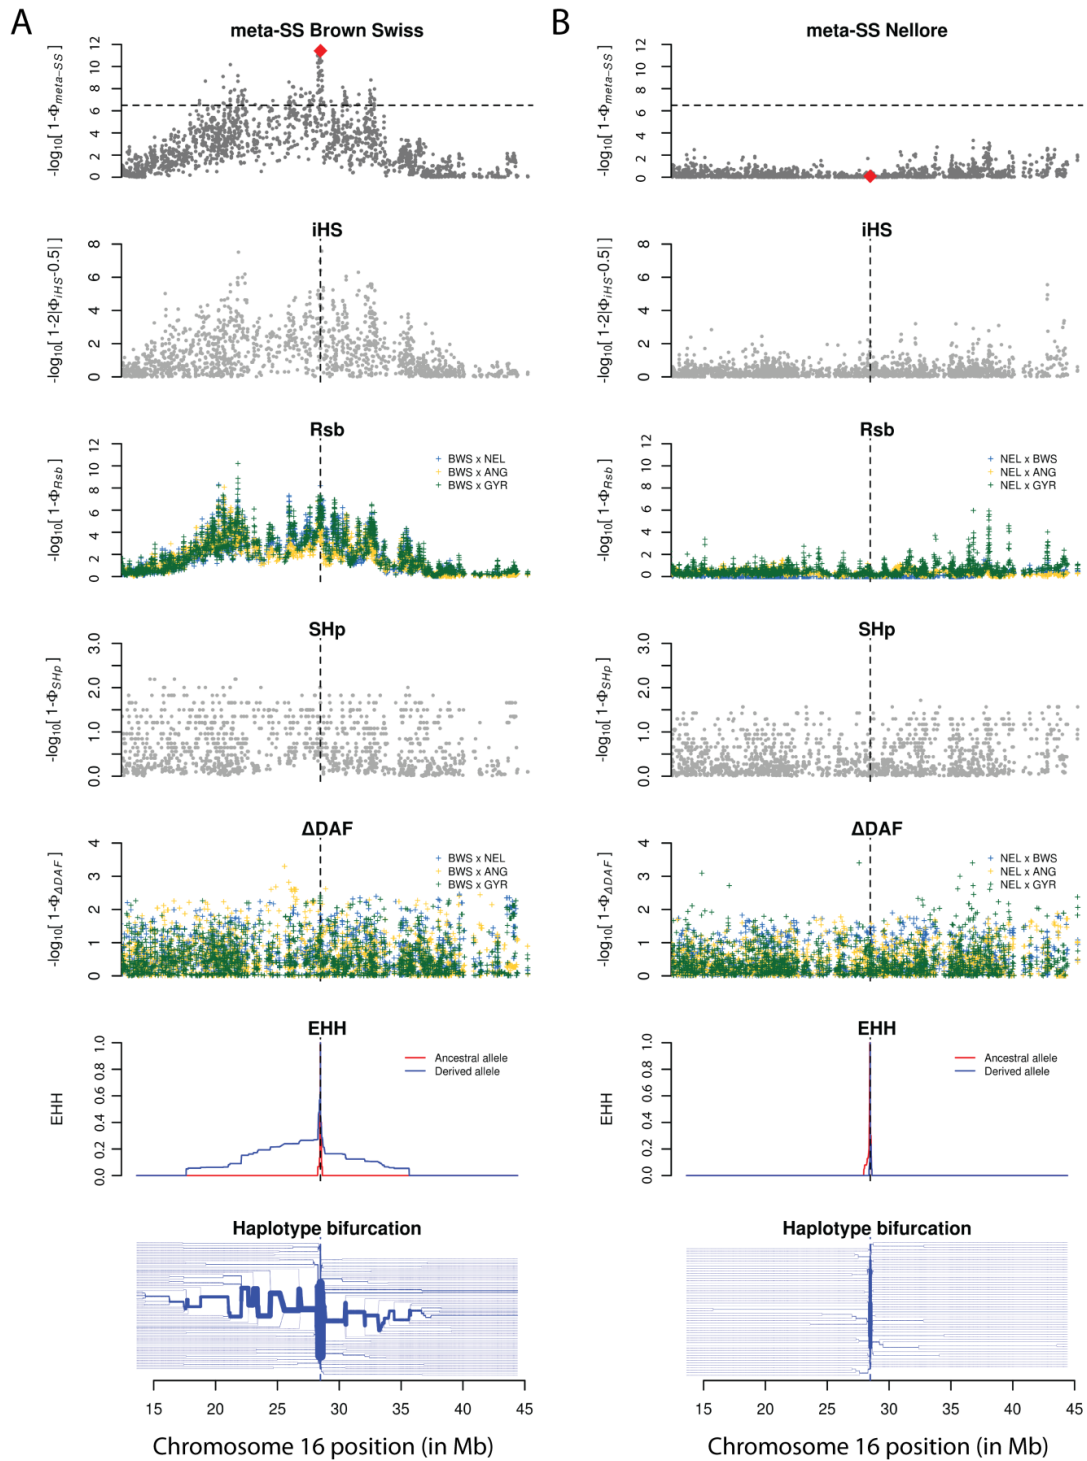 A
meta-SS Brown Swiss
-log10[ 1-Φmeta-SS]
12
10
8
6
4
2
0
iHS
-log10[ 1-2|ΦiHS-0.5| ]
8
6
4
2
0
Rsb
-log10[ 1-ΦRsb ]
12
10
8
6
4
2
0
BWS x NEL
BWS x ANG
BWS x GYR
SHp
-log10[ 1-ΦSHp ]
3.0
2.0
1.0
0.0
ΔDAF
-log10[ 1-ΦΔDAF ]
4
3
2
1
0
BWS x NEL
BWS x ANG
BWS x GYR
EHH
EHH
1.0
0.8
0.6
0.4
0.2
0.0
Ancestral allele
Derived allele
Haplotype bifurcation
15 20 25 30 35 40 45
Chromosome 16 position (in Mb)
B
meta-SS Nellore
-log10[ 1-Φmeta-SS]
12
10
8
6
4
2
0
iHS
-log10[ 1-2|ΦiHS-0.5| ]
8
6
4
2
0
Rsb
-log10[ 1-ΦRsb ]
12
10
8
6
4
2
0
NEL x BWS
NEL x ANG
NEL x GYR
SHp
-log10[ 1-ΦSHp ]
3.0
2.0
1.0
0.0
ΔDAF
-log10[ 1-ΦΔDAF ]
4
3
2
1
0
NEL x BWS
NEL x ANG
NEL x GYR
EHH
EHH
1.0
0.8
0.6
0.4
0.2
0.0
Ancestral allele
Derived allele
Haplotype bifurcation
15 20 25 30 35 40 45
Chromosome 16 position (in Mb)